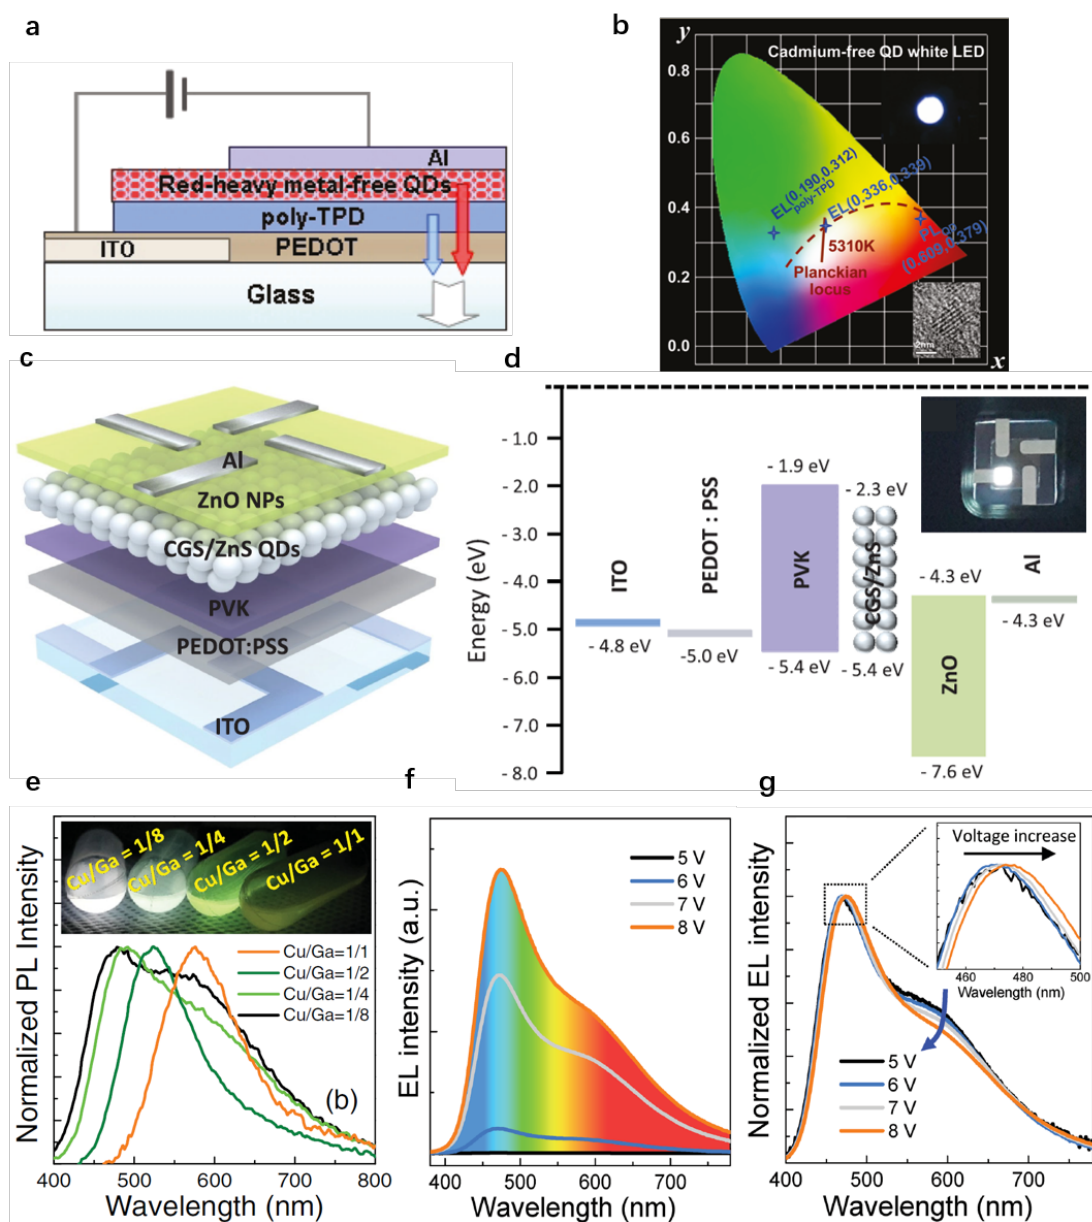 a
Al
Red-heavy metal-free QDs
poly-TPD
ITO
PEDOT
Glass
b
y
Cadmium-free QD white LED
0.8
0.6
0.4
0.2
0.0
EL(0.190,0.312)
poly-TPD
EL(0.336,0.339)
PL QD
(0.609,0.379)
5310K
Planckian
locus
2nm
x
c
Al
ZnO NPs
CGS/ZnS QDs
PVK
PEDOT:PSS
ITO
d
Energy (eV)
- 1.0
- 2.0
- 3.0
- 4.0
- 5.0
- 6.0
- 7.0
- 8.0
ITO
- 4.8 eV
PEDOT : PSS
-5.0 eV
- 1.9 eV
PVK
- 5.4 eV
- 2.3 eV
CGS/ZnS
- 5.4 eV
- 4.3 eV
ZnO
- 7.6 eV
Al
- 4.3 eV
e
Normalized PL Intensity
Cu/Ga = 1/8
Cu/Ga = 1/4
Cu/Ga = 1/2
Cu/Ga = 1/1
Cu/Ga=1/1
Cu/Ga=1/2
Cu/Ga=1/4
Cu/Ga=1/8
(b)
400 500 600 700 800
Wavelength (nm)
f
EL intensity (a.u.)
5 V
6 V
7 V
8 V
400 500 600 700
Wavelength (nm)
g
Normalized EL intensity
Voltage increase
460 480 500
Wavelength (nm)
5 V
6 V
7 V
8 V
400 500 600 700
Wavelength (nm)